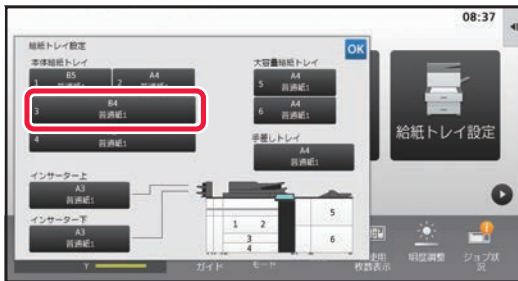 08:37
給紙トレイ設定
OK
本体給紙トレイ
1 B5 普通紙1
2 A4 普通紙1
3 B4 普通紙1
4 普通紙1
大容量給紙トレイ
5 A4 普通紙1
6 A4 普通紙1
手差しトレイ
A4
普通紙1
インサーター上
A3
普通紙1
インサーター下
A3
普通紙1
1 2
3
4
5
6
給紙トレイ設定
Y
ガイド
モード
使用
枚数表示
明度調整
ジョブ状
況